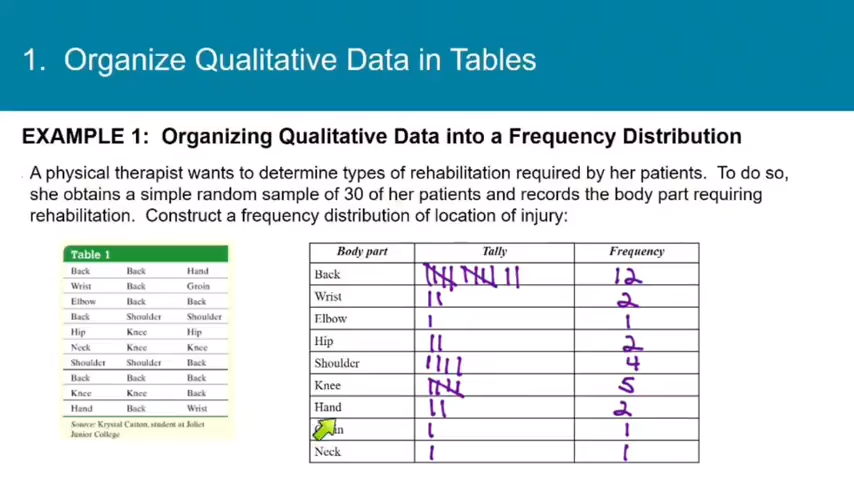 1. Organize Qualitative Data in Tables
EXAMPLE 1: Organizing Qualitative Data into a Frequency Distribution
A physical therapist wants to determine types of rehabilitation required by her patients. To do so,
she obtains a simple random sample of 30 of her patients and records the body part requiring
rehabilitation. Construct a frequency distribution of location of injury:
Table 1
Back Back Hand
Wrist Back Groin
Elbow Back Back
Back Shoulder Shoulder
Hip Knee Hip
Neck Knee Knee
Shoulder Shoulder Back
Back Back Back
Knee Knee Back
Hand Back Wrist
Source: Krystal Catton, student at Joliet
Junior College
Body part Tally Frequency
Back 12
Wrist 2
Elbow 1
Hip 2
Shoulder 4
Knee 5
Hand 2
1
Neck 1